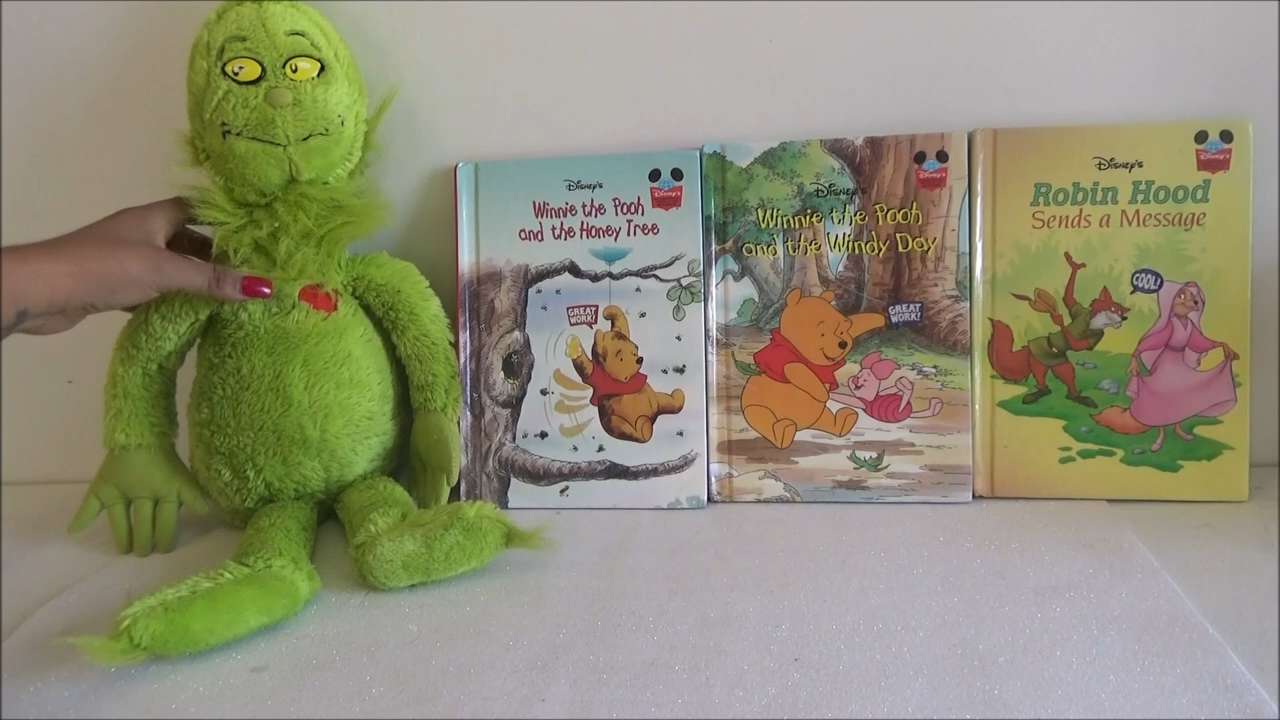 Disney's
Winnie the Pooh
and the Honey Tree
GREAT
WORK!
Disney's
Winnie the Pooh
and the Windy Day
GREAT
WORK!
Disney's
Robin Hood
Sends a Message
COOL!